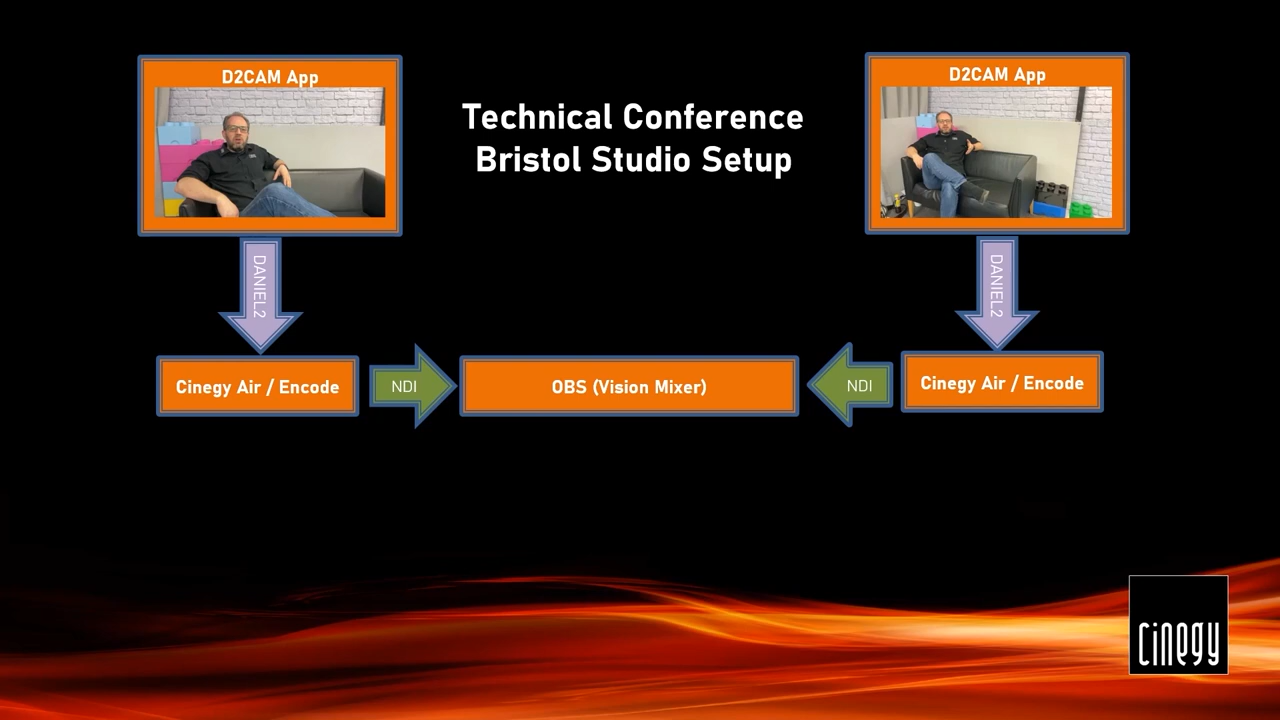 D2CAM App
Technical Conference
Bristol Studio Setup
D2CAM App
DANIEL2
DANIEL2
Cinegy Air / Encode
NDI
OBS (Vision Mixer)
NDI
Cinegy Air / Encode
cinegy